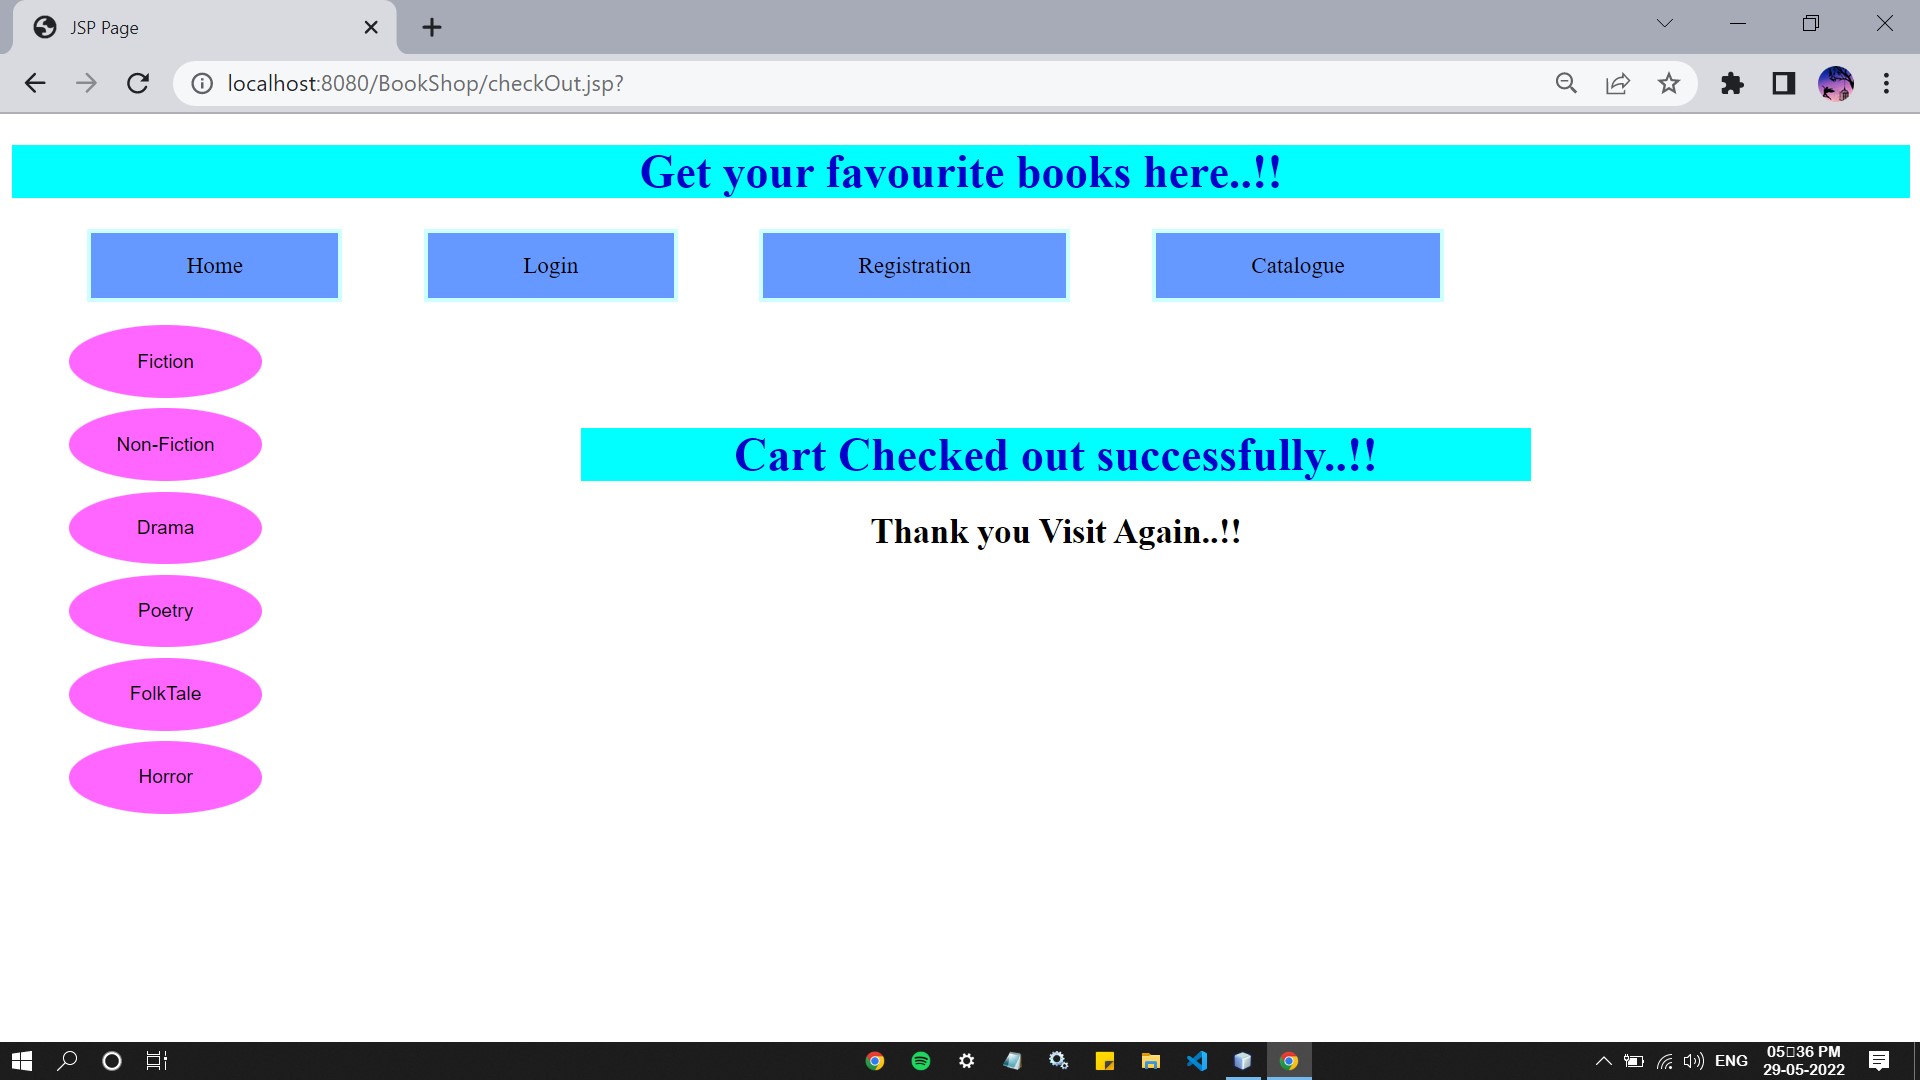 JSP Page
localhost:8080/BookShop/checkOut.jsp?
Get your favourite books here..!!
Home Login Registration Catalogue
Fiction
Non-Fiction
Cart Checked out successfully..!!
Drama
Thank you Visit Again..!!
Poetry
FolkTale
Horror
ENG
05▯36 PM
29-05-2022